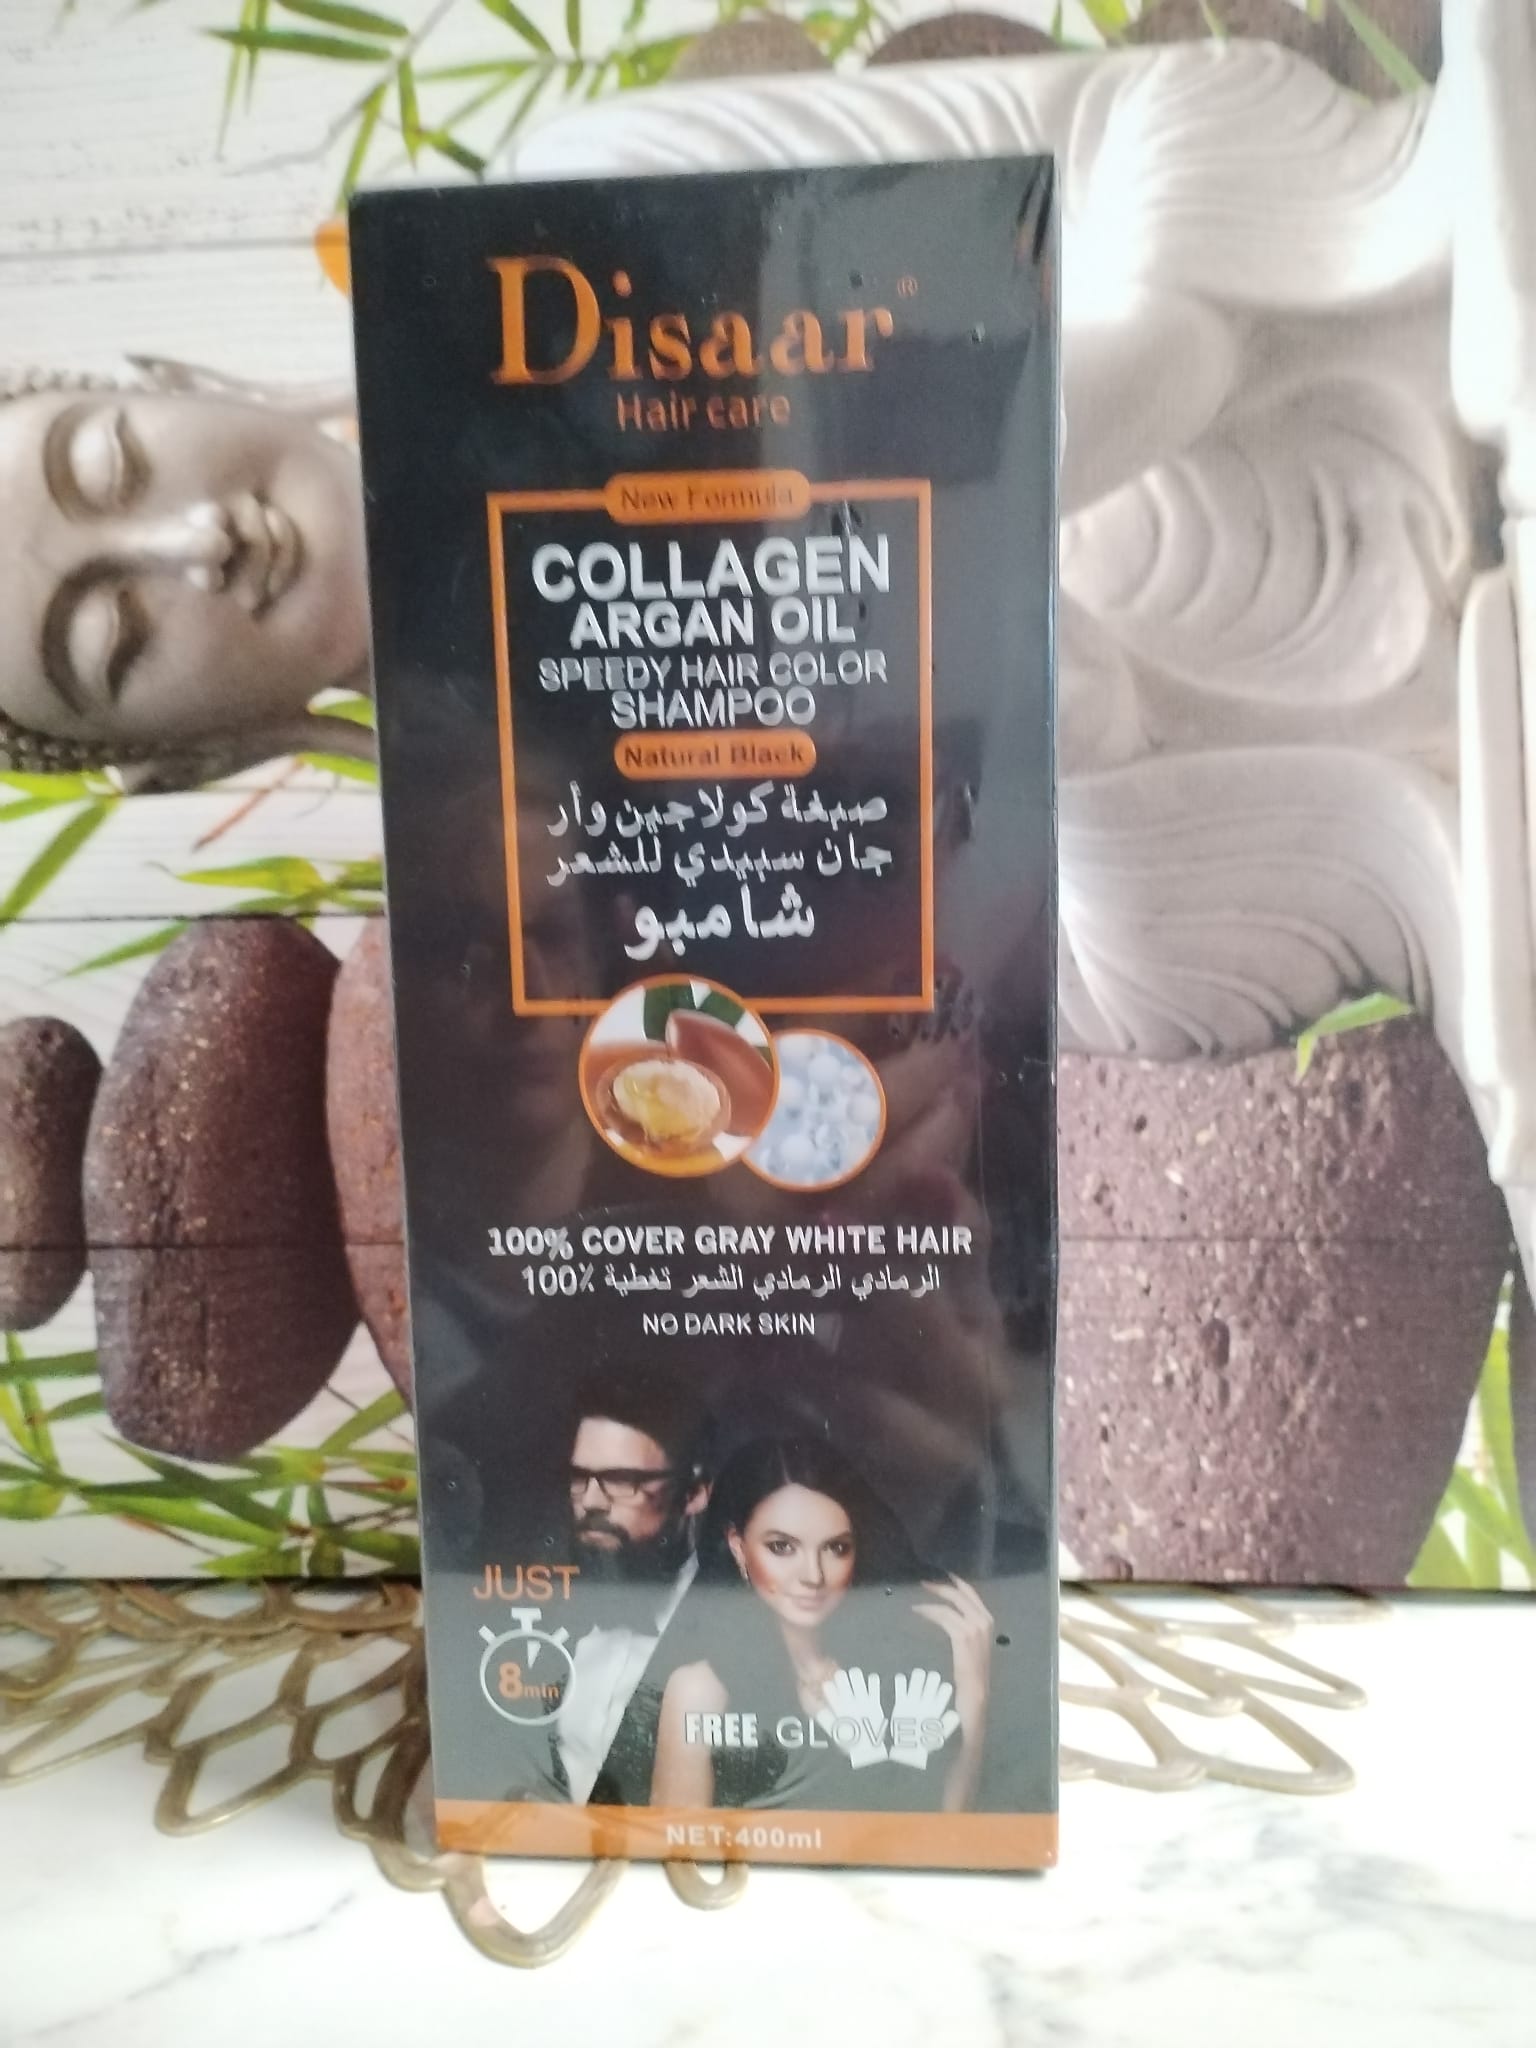 Disaar®
Hair care
New Formula
COLLAGEN
ARGAN OIL
SPEEDY HAIR COLOR
SHAMPOO
Natural Black
صبغة كولاجين وأر
جان سبيدي للشعر
شامبو
100% COVER GRAY WHITE HAIR
الرمادي الرمادي الشعر تغطية 100%
NO DARK SKIN
JUST
8min
FREE GLOVES
NET:400ml